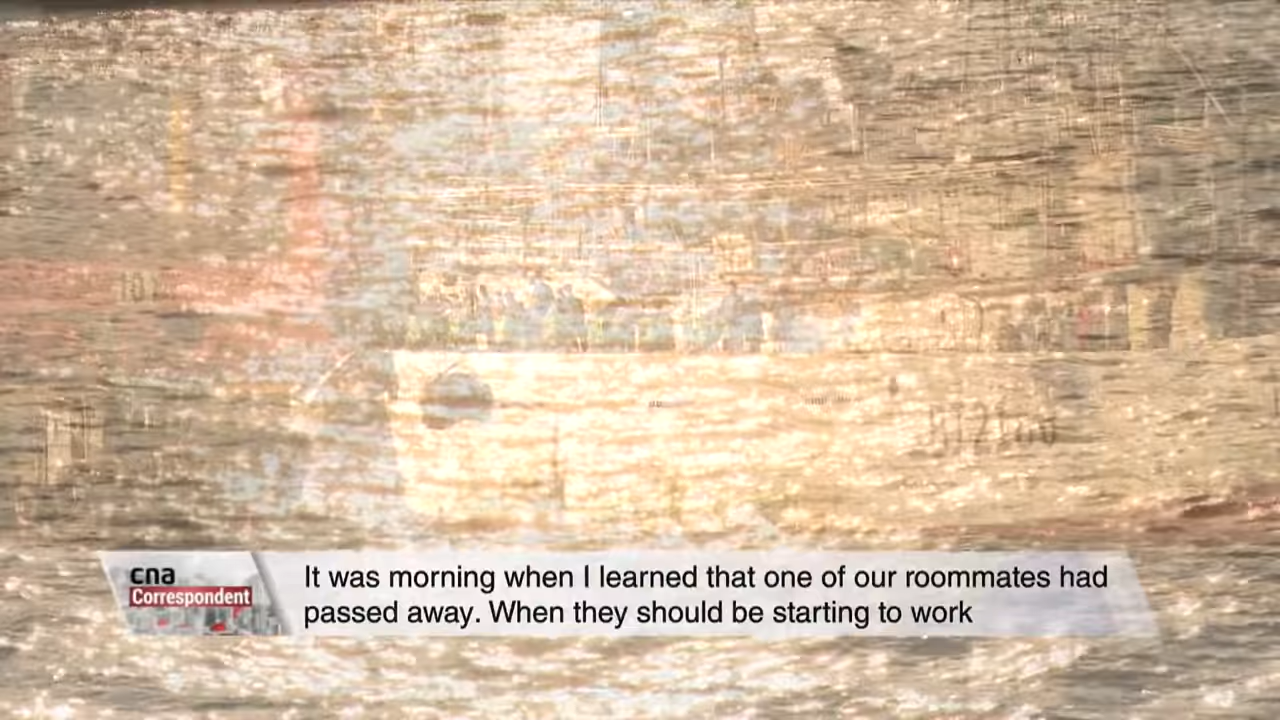 cna
Correspondent
It was morning when I learned that one of our roommates had
passed away. When they should be starting to work